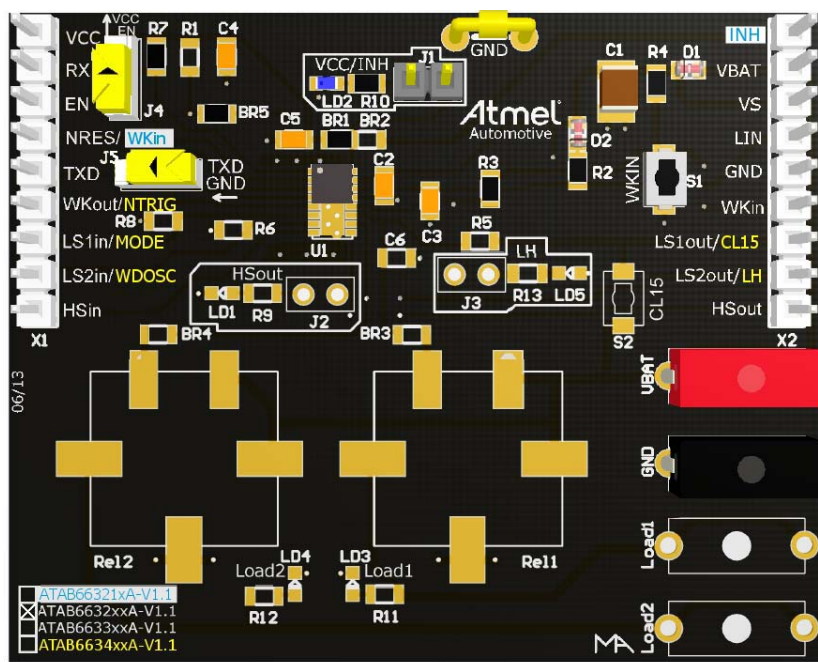 VCC
EN
VCC
RX
EN
J4
R7
R1
C4
NRES/WKin
J5
TXD
TXD
GND
WKout/NTRIG
R8
LS1in/MODE
LS2in/WDOSC
HSin
X1
BR5
R6
VCC/INH
J1
LD2
R10
C5
BR1
BR2
U1
C2
C3
R3
GND
Atmel
Automotive
C1
R4
D1
D2
R2
WKIN
S1
INH
VBAT
VS
LIN
GND
WKin
LS1out/CL15
LS2out/LH
HSout
X2
C6
R5
LH
J3
R13
LD5
CL15
S2
HSout
LD1
R9
J2
BR4
BR3
06/13
VBAT
GND
Load1
Load2
Rel2
Rel1
Load2
LD4
LD3
Load1
R12
R11
ATAB66321xA-V1.1
ATAB6632xxA-V1.1
ATAB6633xxA-V1.1
ATAB6634xxA-V1.1
MA